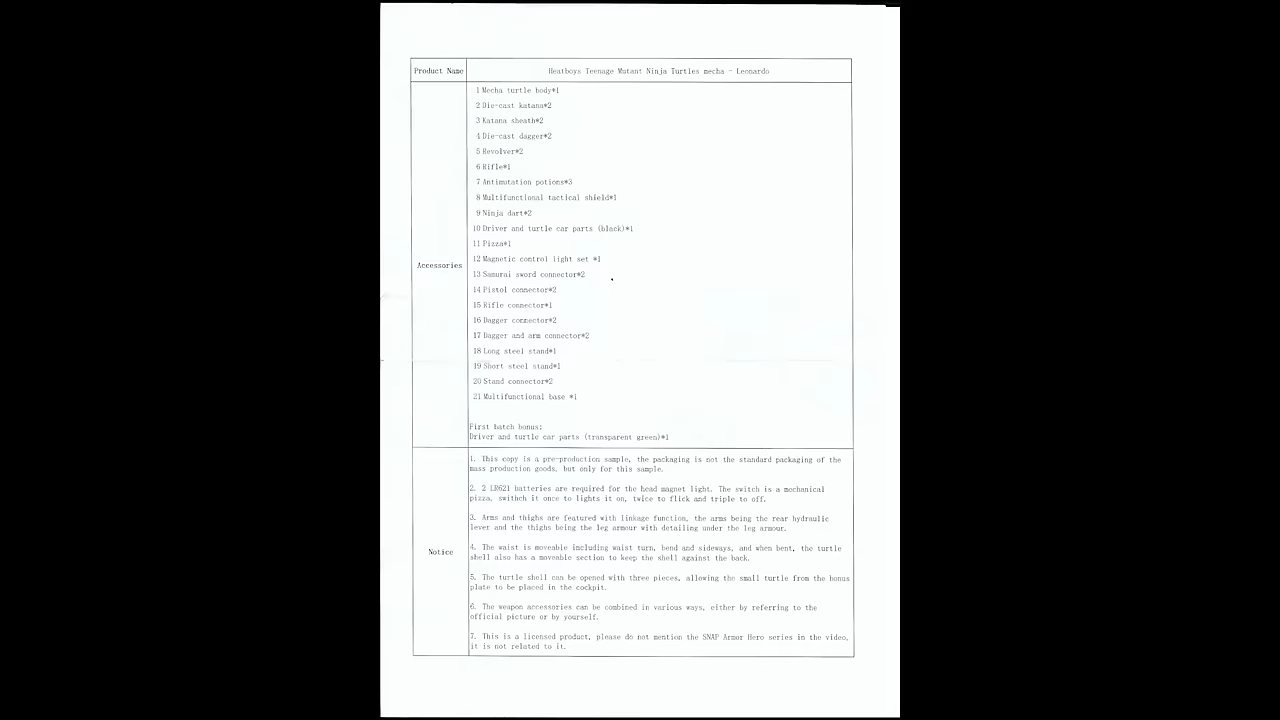 Product Name
Heatboys Teenage Mutant Ninja Turtles mecha - Leonardo
Accessories
1 Mecha turtle body*1
2 Die-cast katana*2
3 Katana sheath*2
4 Die-cast dagger*2
5 Revolver*2
6 Rifle*1
7 Antimutation potions*3
8 Multifunctional tactical shield*1
9 Ninja dart*2
10 Driver and turtle car parts (black)*1
11 Pizza*1
12 Magnetic control light set *1
13 Samurai sword connector*2
14 Pistol connector*2
15 Rifle connector*1
16 Dagger connector*2
17 Dagger and arm connector*2
18 Long steel stand*1
19 Short steel stand*1
20 Stand connector*2
21 Multifunctional base *1
First batch bonus:
Driver and turtle car parts (transparent green)*1
Notice
1. This copy is a pre-production sample, the packaging is not the standard packaging of the
mass production goods, but only for this sample.
2. 2 LR621 batteries are required for the head magnet light. The switch is a mechanical
pizza, swithch it once to lights it on, twice to flick and triple to off.
3. Arms and thighs are featured with linkage function, the arms being the rear hydraulic
lever and the thighs being the leg armour with detailing under the leg armour.
4. The waist is moveable including waist turn, bend and sideways, and when bent, the turtle
shell also has a moveable section to keep the shell against the back.
5. The turtle shell can be opened with three pieces, allowing the small turtle from the bonus
plate to be placed in the cockpit.
6. The weapon accessories can be combined in various ways, either by referring to the
official picture or by yourself.
7. This is a licensed product, please do not mention the SNAP Armor Hero series in the video,
it is not related to it.